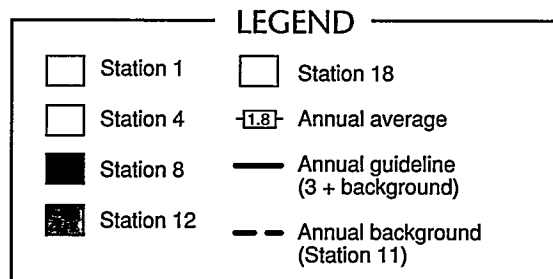 LEGEND
Station 1
Station 4
Station 8
Station 12
Station 18
1.8 Annual average
Annual guideline
(3 + background)
Annual background
(Station 11)